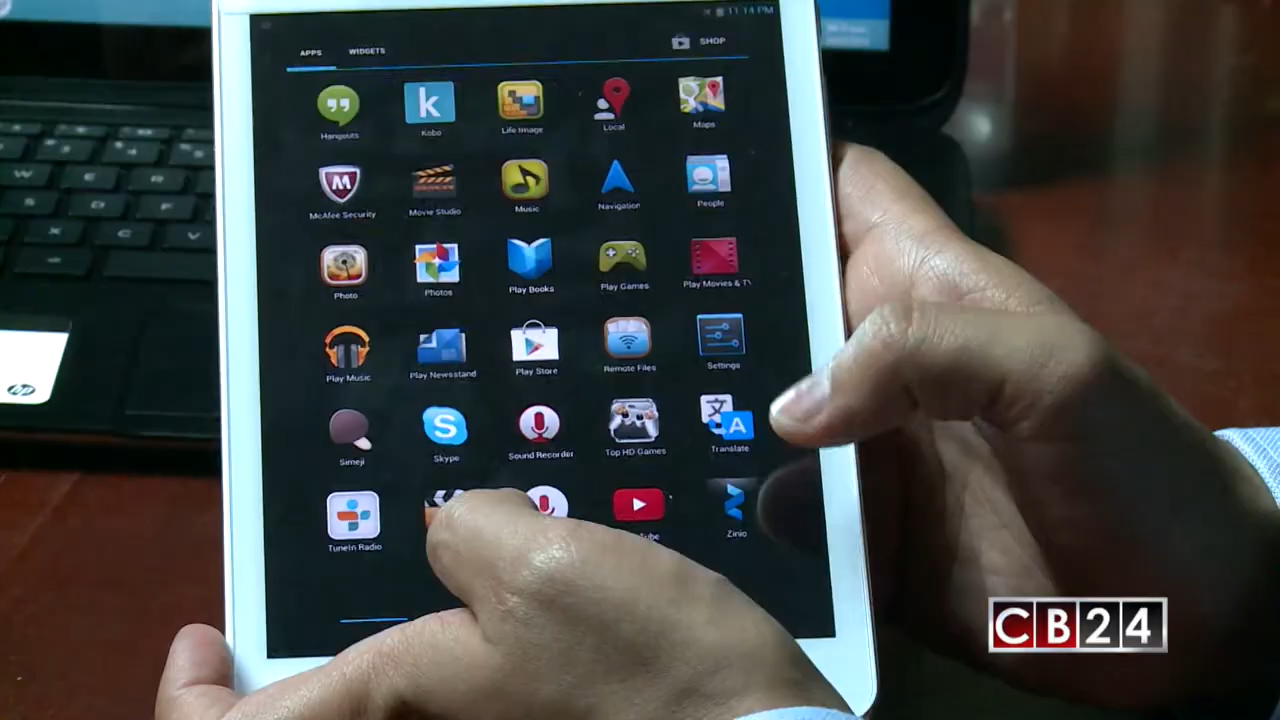 11:14 PM
APPS WIDGETS SHOP
Hangouts Kobo Life Image Local Maps
McAfee Security Movie Studio Music Navigation People
Photo Photos Play Books Play Games Play Movies & TV
Play Music Play Newsstand Play Store Remote Files Settings
Simeji Skype Sound Recorder Top HD Games Translate
TuneIn Radio Tube Zinio
W E R
S D F
X C V
hp
CB24